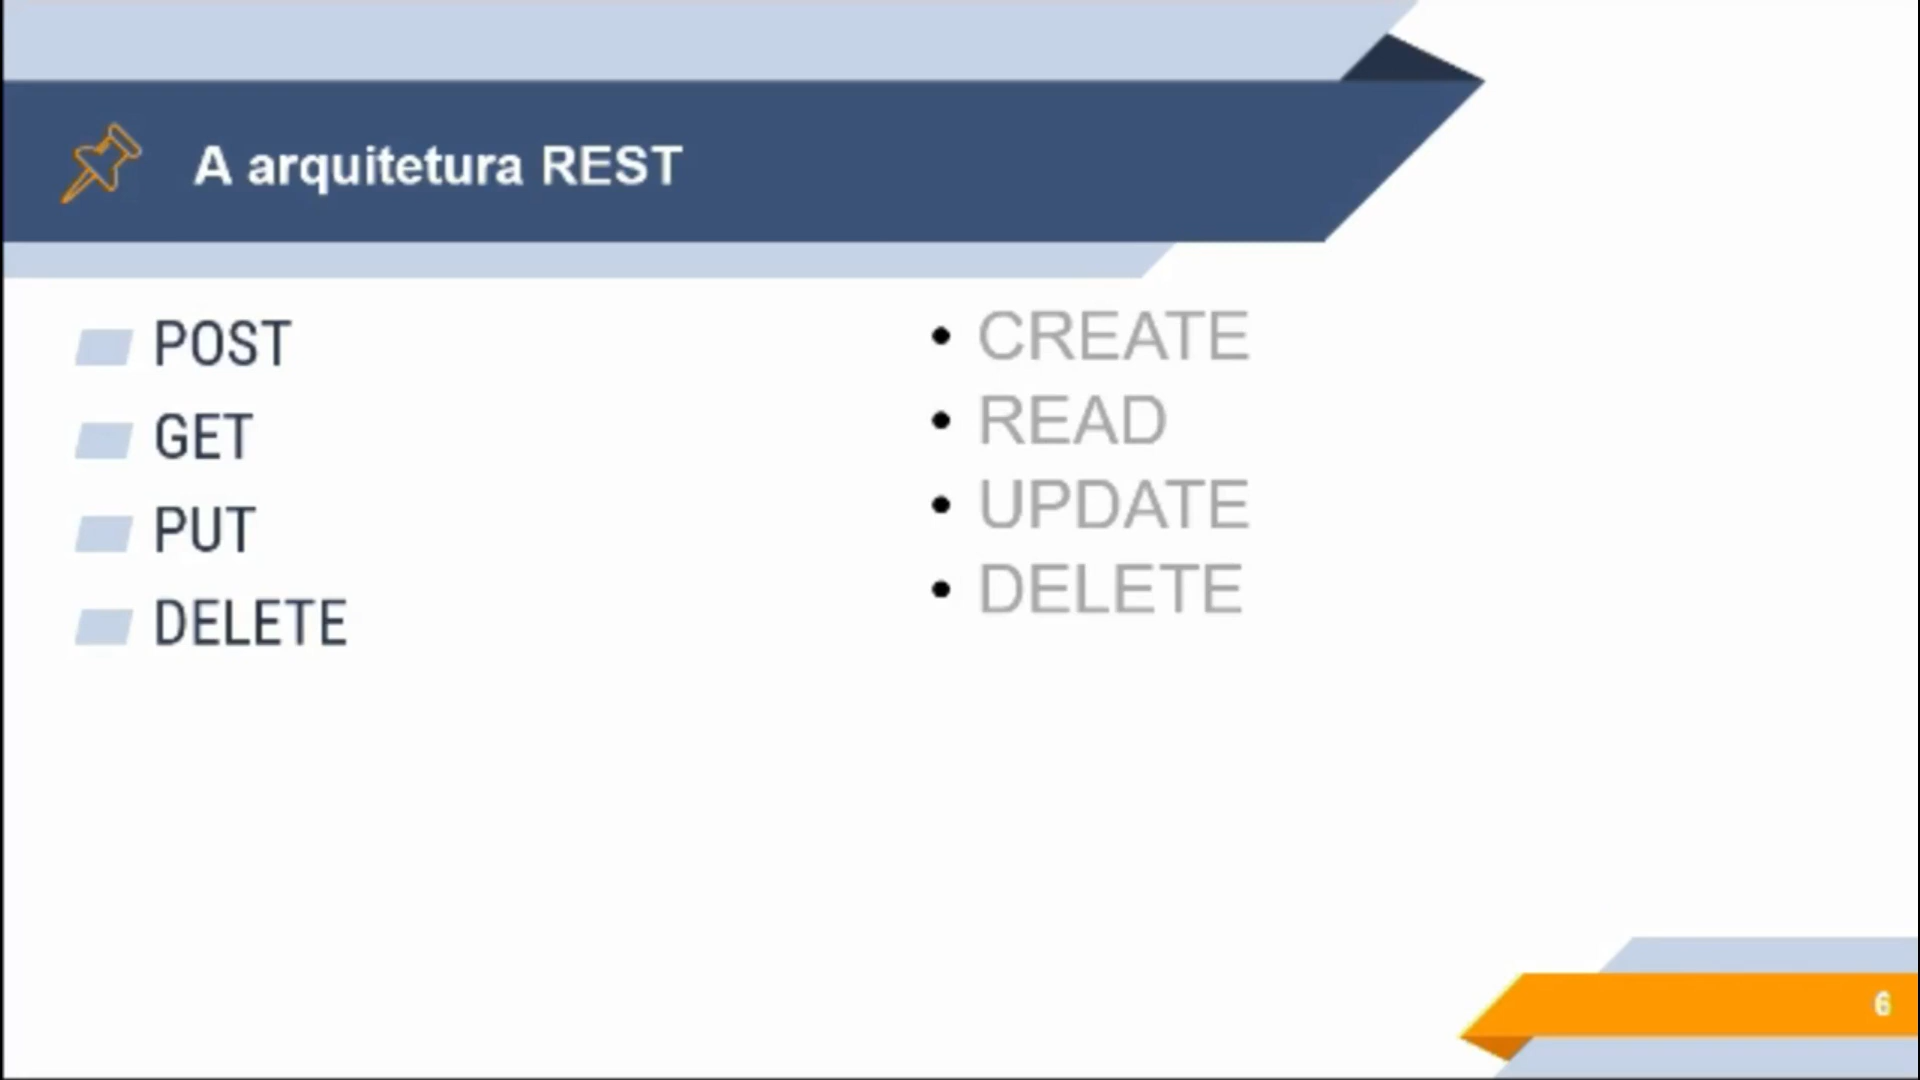 A arquitetura REST
POST
GET
PUT
DELETE
CREATE
READ
UPDATE
DELETE
6